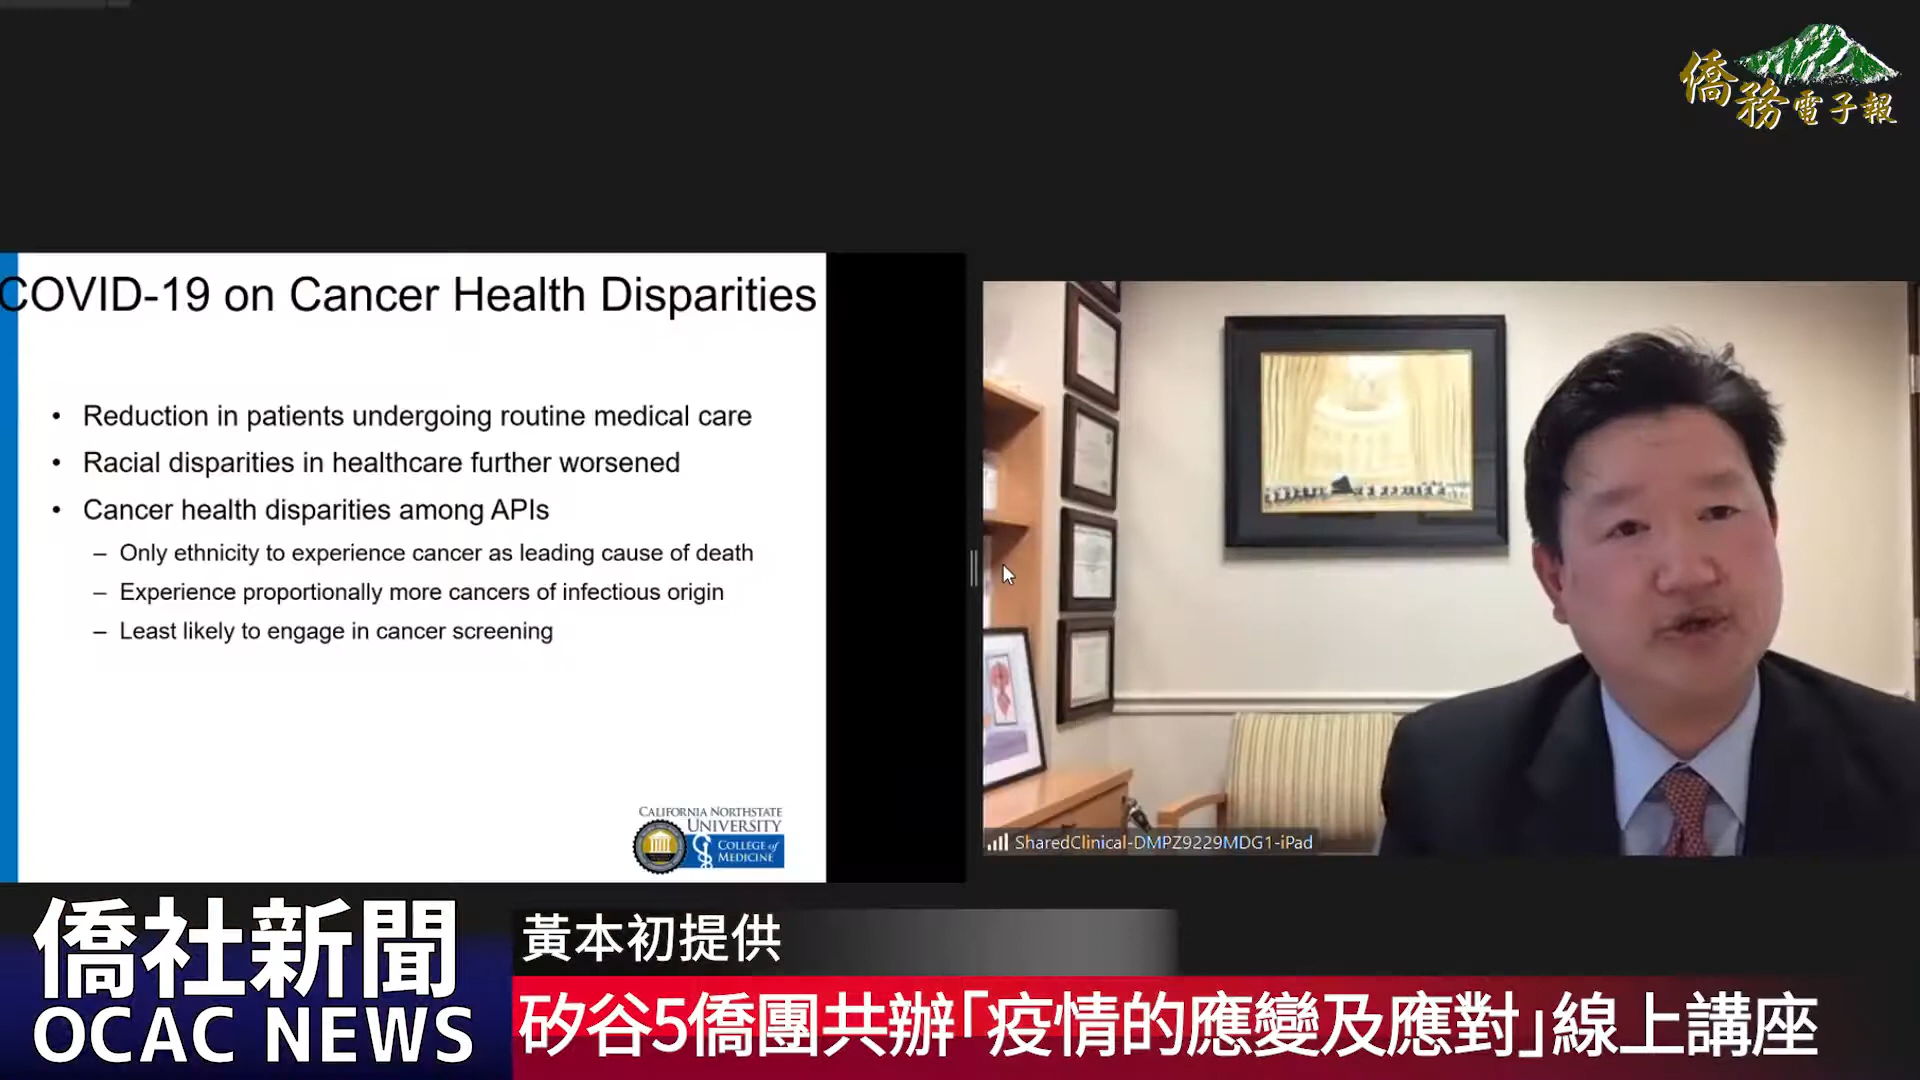 僑務電子報
COVID-19 on Cancer Health Disparities
• Reduction in patients undergoing routine medical care
• Racial disparities in healthcare further worsened
• Cancer health disparities among APIs
– Only ethnicity to experience cancer as leading cause of death
– Experience proportionally more cancers of infectious origin
– Least likely to engage in cancer screening
CALIFORNIA NORTHSTATE
UNIVERSITY
COLLEGE of
MEDICINE
SharedClinical-DMPZ9229MDG1-iPad
僑社新聞
OCAC NEWS
黃本初提供
矽谷5僑團共辦「疫情的應變及應對」線上講座